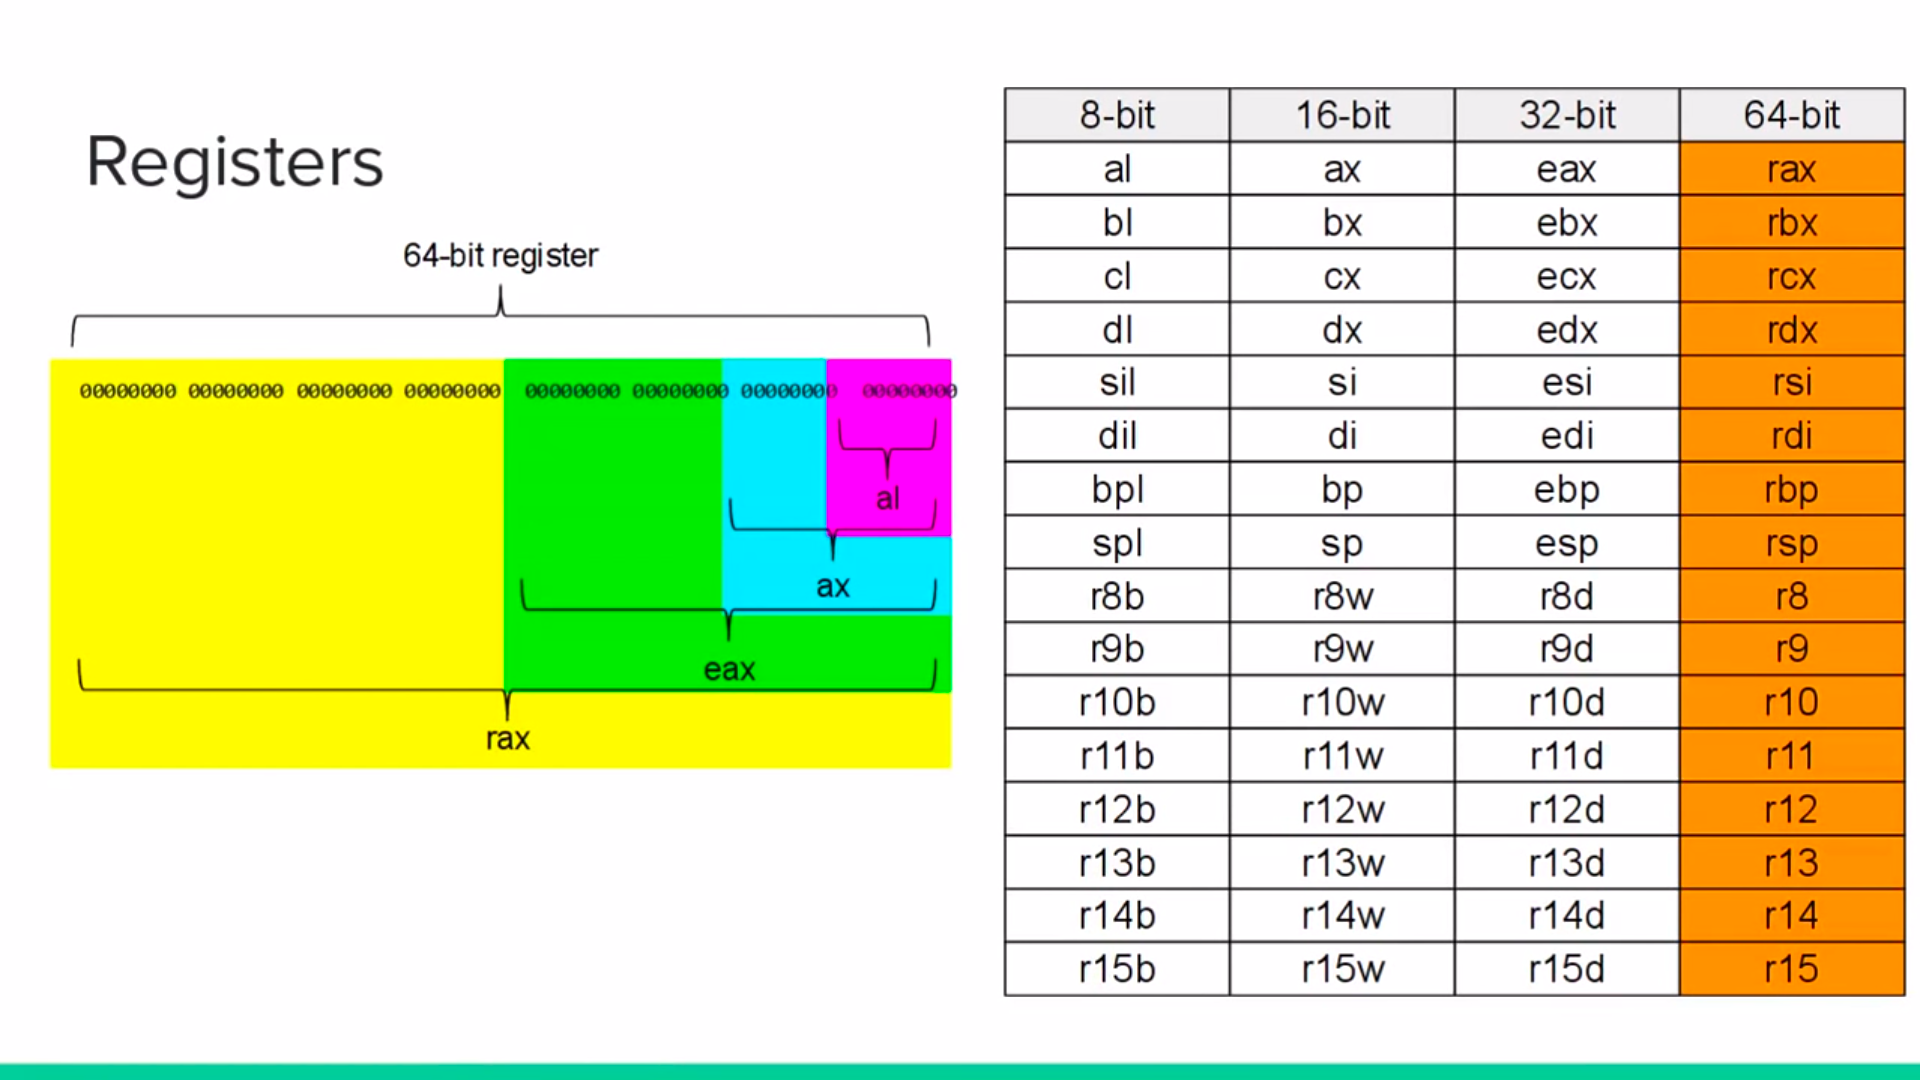 Registers
64-bit register
00000000 00000000 00000000 00000000 00000000 00000000 00000000 00000000
al
ax
eax
rax
8-bit 16-bit 32-bit 64-bit
al ax eax rax
bl bx ebx rbx
cl cx ecx rcx
dl dx edx rdx
sil si esi rsi
dil di edi rdi
bpl bp ebp rbp
spl sp esp rsp
r8b r8w r8d r8
r9b r9w r9d r9
r10b r10w r10d r10
r11b r11w r11d r11
r12b r12w r12d r12
r13b r13w r13d r13
r14b r14w r14d r14
r15b r15w r15d r15